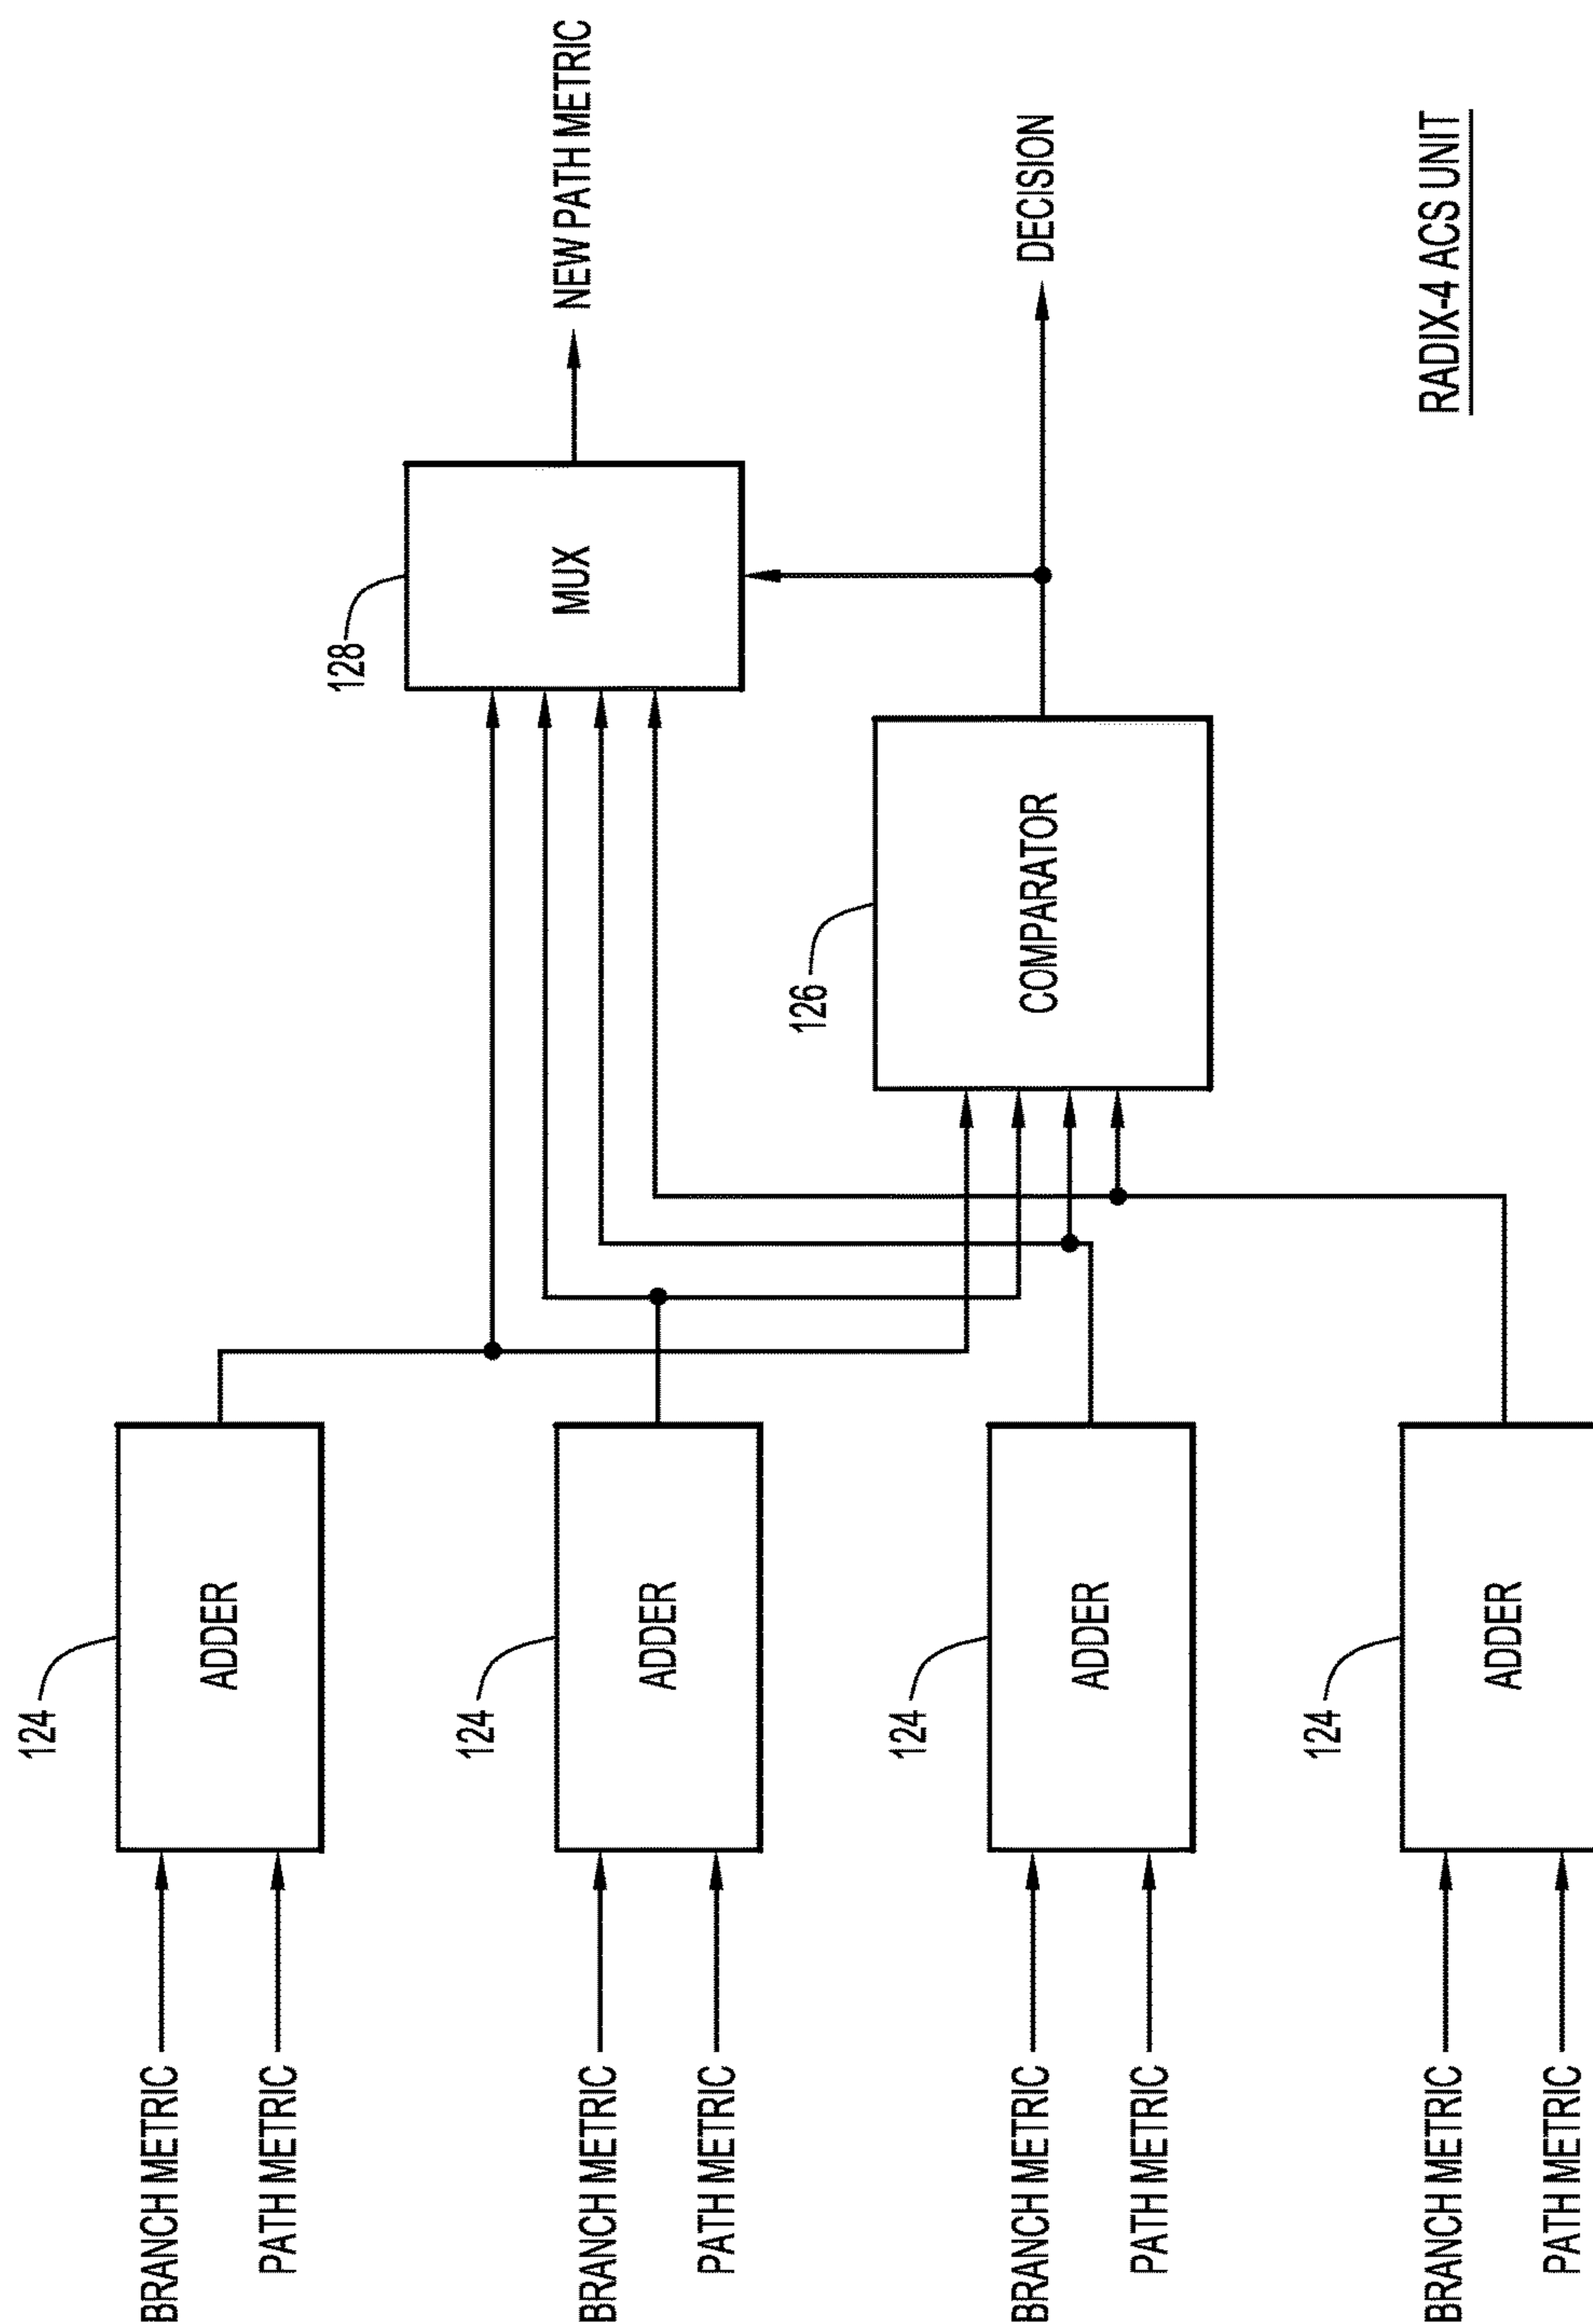 124
BRANCH METRIC
PATH METRIC
ADDER
124
BRANCH METRIC
PATH METRIC
ADDER
124
BRANCH METRIC
PATH METRIC
ADDER
124
BRANCH METRIC
PATH METRIC
ADDER
126
COMPARATOR
128
MUX
NEW PATH METRIC
DECISION
RADIX-4 ACS UNIT